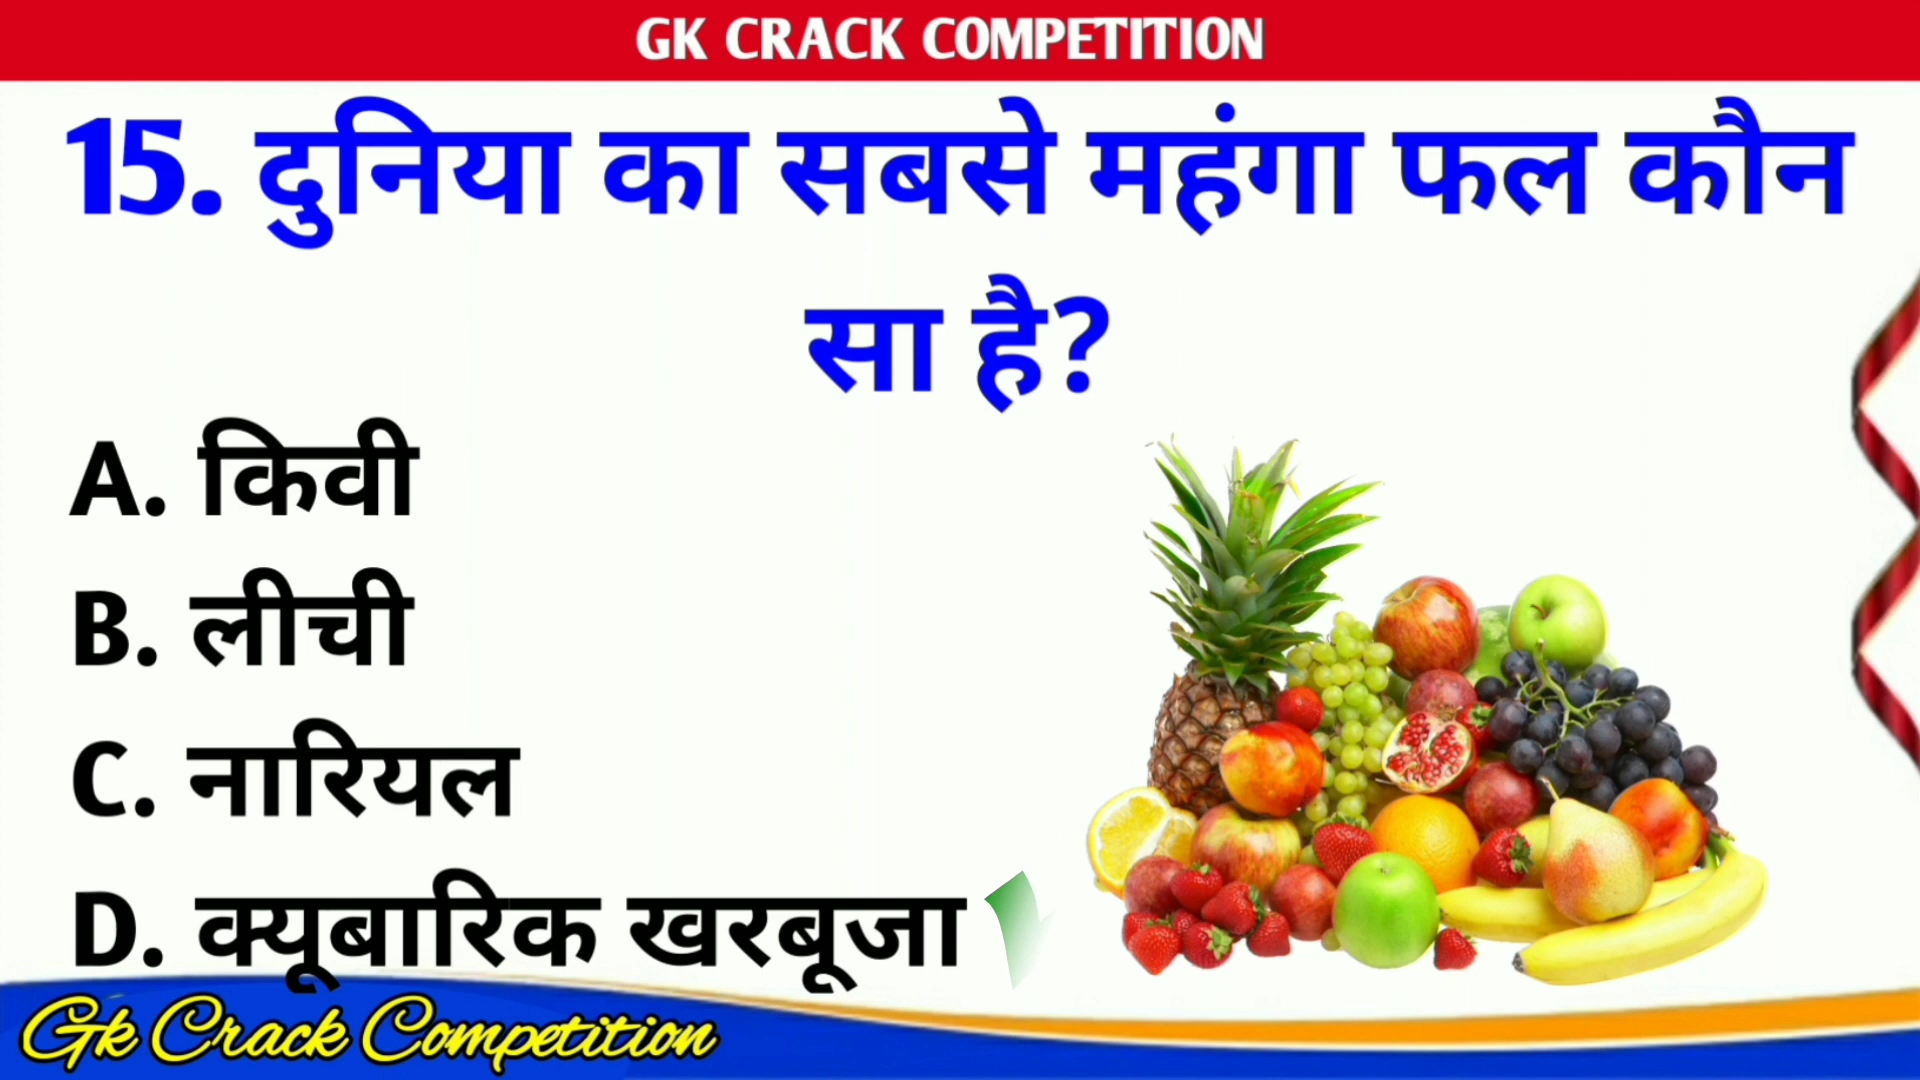 GK CRACK COMPETITION
15. दुनिया का सबसे महंगा फल कौन
सा है?
A. किवी
B. लीची
C. नारियल
D. क्यूबारिक खरबूजा
Gk Crack Competition